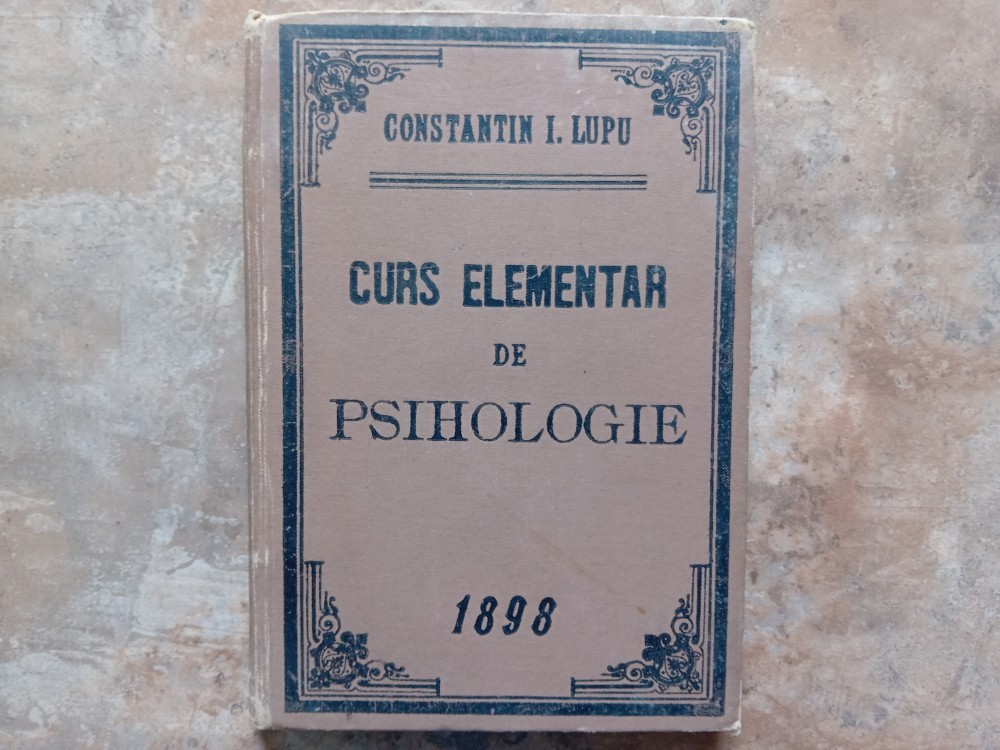 CONSTANTIN I. LUPU
CURS ELEMENTAR
DE
PSIHOLOGIE
1898